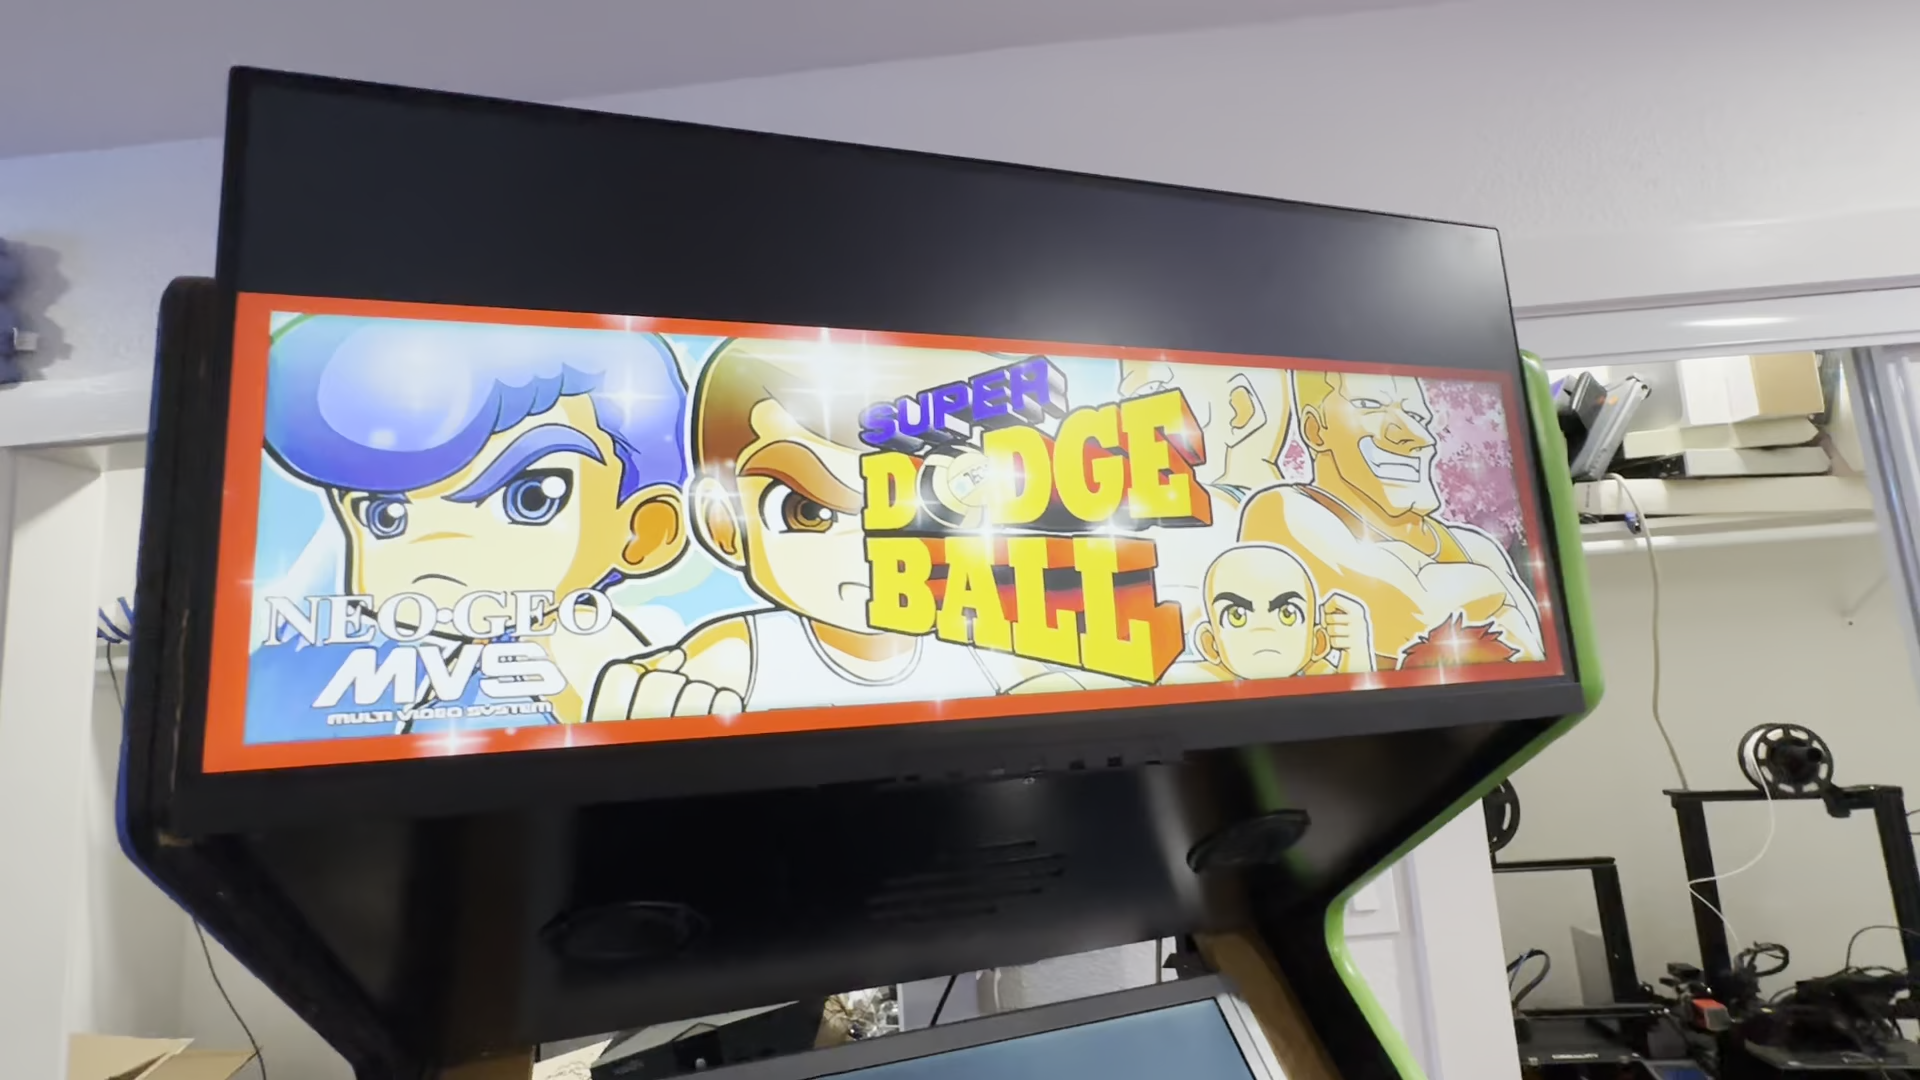 SUPER
DODGE
BALL
NEO•GEO
MVS
MULTI VIDEO SYSTEM